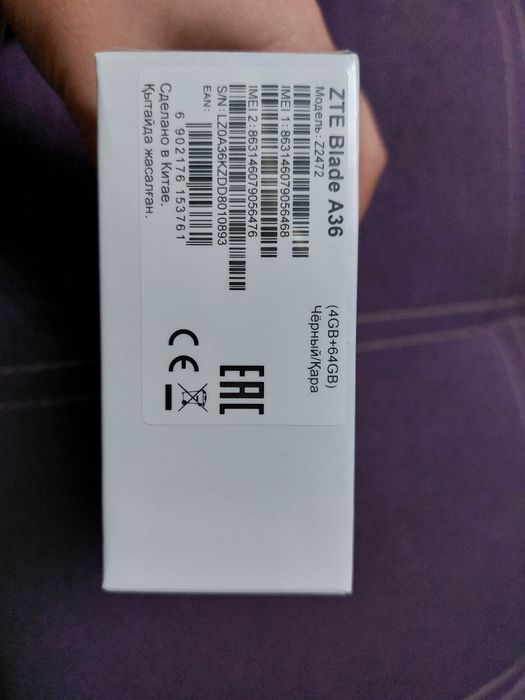 ZTE Blade A36
(4GB+64GB)
Модель: Z2472
Чёрный/Қара
IMEI 1: 863146079056468
IMEI 2: 863146079056476
S/N: LZ0A36KZDD8010893
EAN:
6 902176 153761
Сделано в Китае.
Қытайда жасалған.
EAC
CE